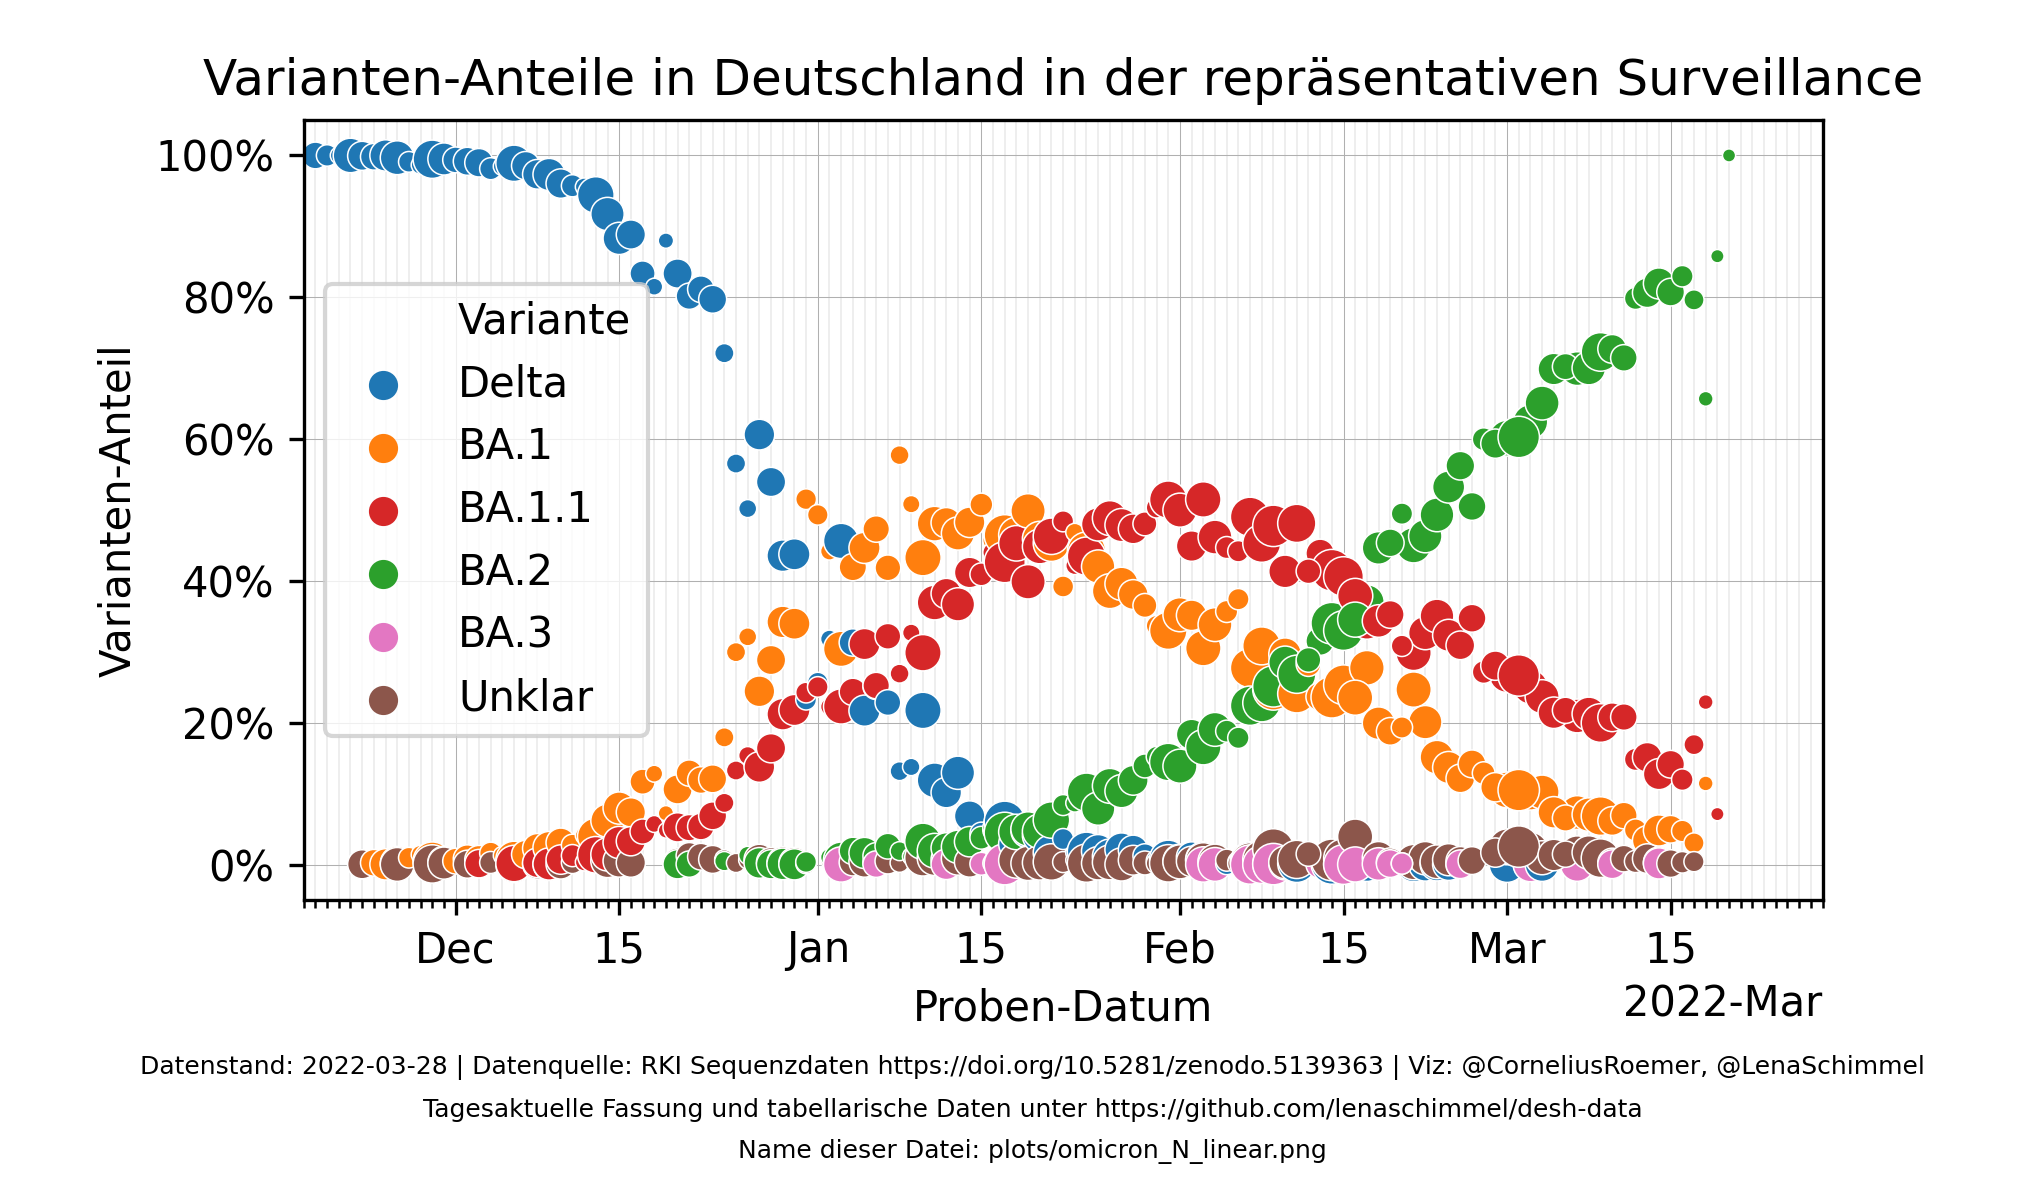 Varianten-Anteile in Deutschland in der repräsentativen Surveillance
Varianten-Anteil
100%
80%
60%
40%
20%
0%
Variante
Delta
BA.1
BA.1.1
BA.2
BA.3
Unklar
Dec
15
Jan
15
Feb
15
Mar
15
Proben-Datum
2022-Mar
Datenstand: 2022-03-28 | Datenquelle: RKI Sequenzdaten https://doi.org/10.5281/zenodo.5139363 | Viz: @CorneliusRoemer, @LenaSchimmel
Tagesaktuelle Fassung und tabellarische Daten unter https://github.com/lenaschimmel/desh-data
Name dieser Datei: plots/omicron_N_linear.png